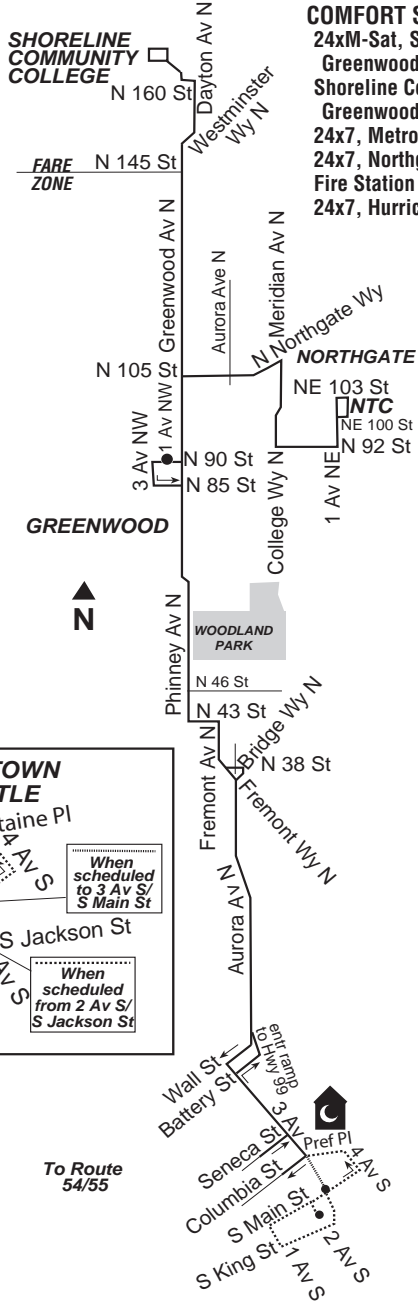 COMFORT S
24xM-Sat, S
Greenwood
Shoreline Co
Greenwood
24x7, Metro
24x7, Northg
Fire Station
24x7, Hurric
SHORELINE
COMMUNITY
COLLEGE
Dayton Av N
N 160 St
Westminster
Wy N
FARE
ZONE
N 145 St
Greenwood Av N
Aurora Ave N
Meridian Av N
N Northgate Wy
N 105 St
NORTHGATE
NE 103 St
NTC
NE 100 St
N 92 St
1 Av NW
3 Av NW
N 90 St
N 85 St
College Wy N
1 Av NE
GREENWOOD
N
WOODLAND
PARK
Phinney Av N
N 46 St
N 43 St
Bridge Wy N
N 38 St
Fremont Av N
Fremont Wy N
TOWN
TLE
taine Pl
4 Av S
When
scheduled
to 3 Av S/
S Main St
S Jackson St
Av S
When
scheduled
from 2 Av S/
S Jackson St
Aurora Av N
entr ramp
to Hwy 99
Wall St
Battery St
3 Av
Seneca St
Pref Pl
Columbia St
4 Av S
S Main St
S King St
1 Av S
2 Av S
To Route
54/55